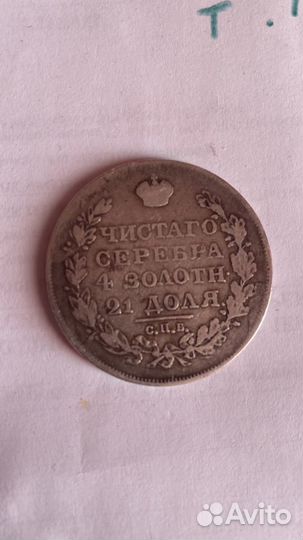 Т.
ЧИСТАГО
СЕРЕБРА
4 ЗОЛОТН.
21 ДОЛЯ
С.П.Б.
Avito